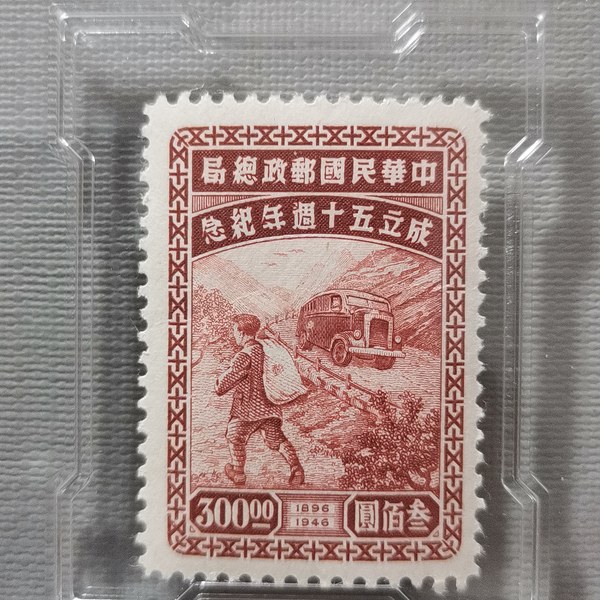 中華民國郵政總局
成立五十週年紀念
300.00
1896
1946
叁佰圓